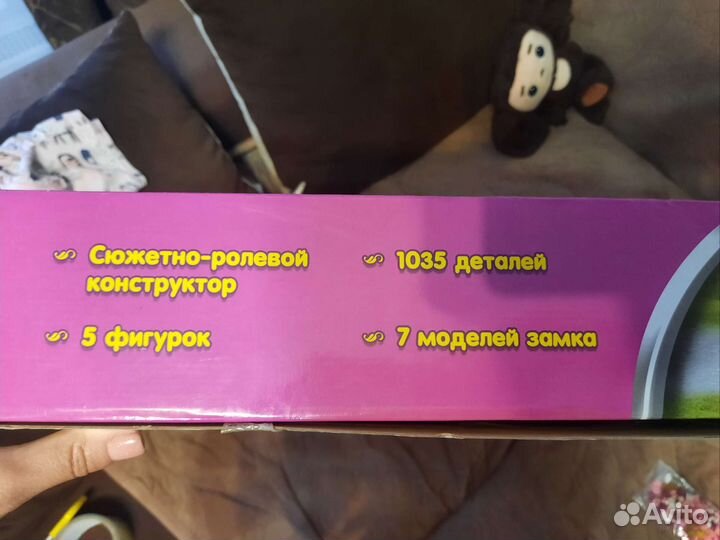 Сюжетно-ролевой
конструктор
5 фигурок
1035 деталей
7 моделей замка
Avito